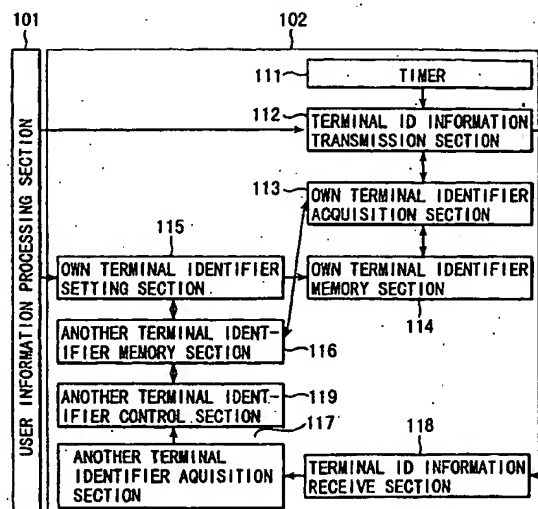 101
102
111
TIMER
112
TERMINAL ID INFORMATION
TRANSMISSION SECTION
113
OWN TERMINAL IDENTIFIER
ACQUISITION SECTION
115
OWN TERMINAL IDENTIFIER
SETTING SECTION
OWN TERMINAL IDENTIFIER
MEMORY SECTION
114
ANOTHER TERMINAL IDENT-
IFIER MEMORY SECTION
116
ANOTHER TERMINAL IDENT-
IFIER CONTROL SECTION
119
117
ANOTHER TERMINAL
IDENTIFIER AQUISITION
SECTION
118
TERMINAL ID INFORMATION
RECEIVE SECTION
USER INFORMATION PROCESSING SECTION